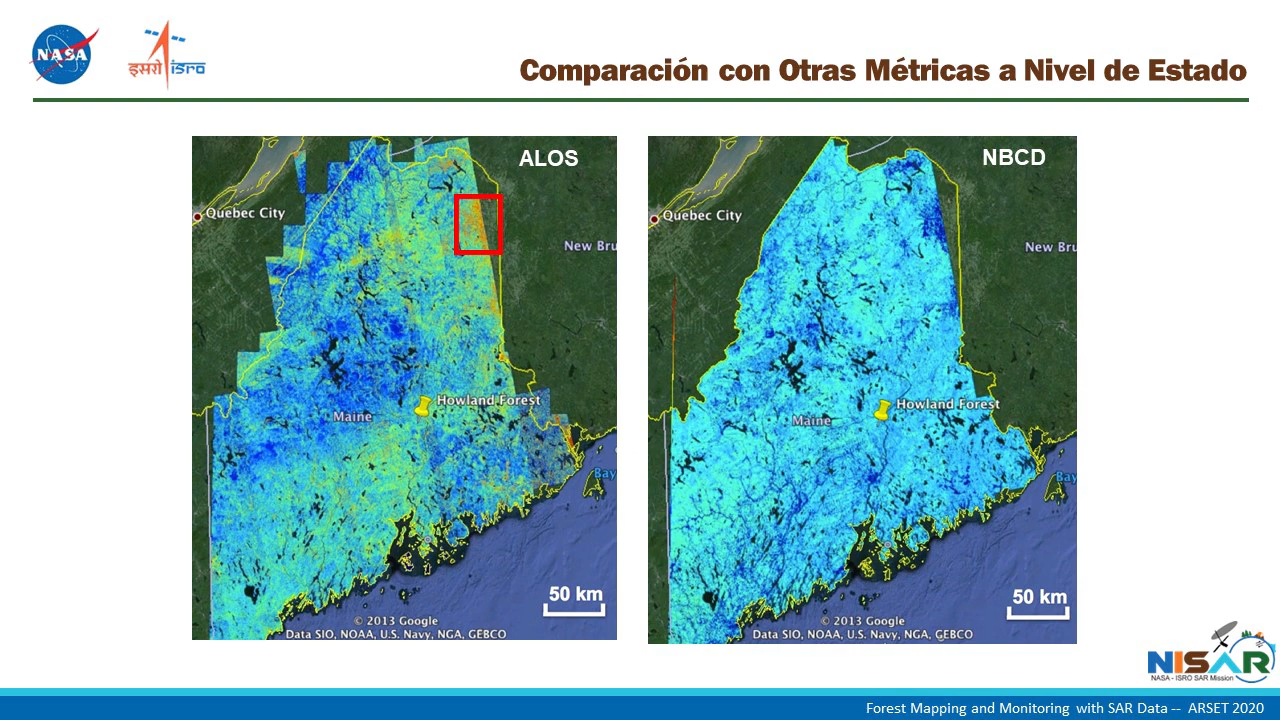 NASA
इसरो isro
Comparación con Otras Métricas a Nivel de Estado
ALOS
Quebec City
New Bru
Howland Forest
Maine
Bay
50 km
© 2013 Google
Data SIO, NOAA, U.S. Navy, NGA, GEBCO
NBCD
Quebec City
New Bru
Howland Forest
Maine
Bay
50 km
© 2013 Google
Data SIO, NOAA, U.S. Navy, NGA, GEBCO
NISAR
NASA - ISRO SAR Mission
Forest Mapping and Monitoring with SAR Data -- ARSET 2020